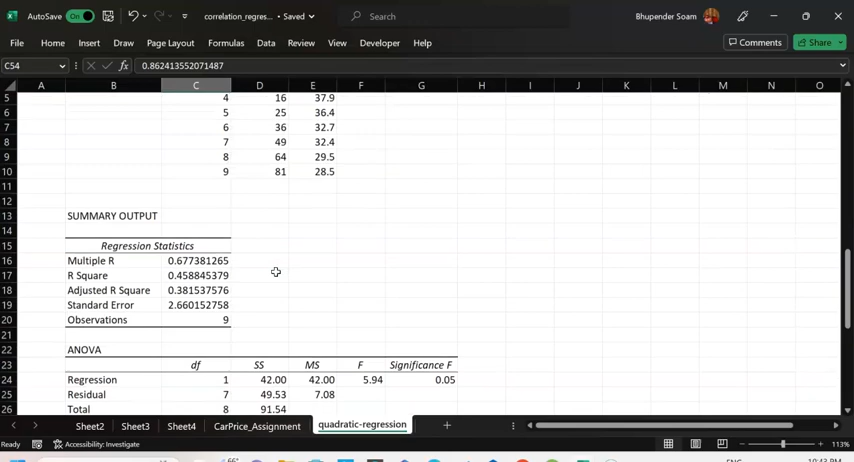 AutoSave On correlation_regres... • Saved Search Bhupender Soam
File Home Insert Draw Page Layout Formulas Data Review View Developer Help Comments Share
C54 fx 0.862413552071487
A B C D E F G H I J K L M N O
5 4 16 37.9
6 5 25 36.4
7 6 36 32.7
8 7 49 32.4
9 8 64 29.5
10 9 81 28.5
11
12
13 SUMMARY OUTPUT
14
15 Regression Statistics
16 Multiple R 0.677381265
17 R Square 0.458845379
18 Adjusted R Square 0.381537576
19 Standard Error 2.660152758
20 Observations 9
21
22 ANOVA
23 df SS MS F Significance F
24 Regression 1 42.00 42.00 5.94 0.05
25 Residual 7 49.53 7.08
26 Total 8 91.54
Sheet2 Sheet3 Sheet4 CarPrice_Assignment quadratic-regression
Ready Accessibility: Investigate 113%
66° ENG 10:43 PM